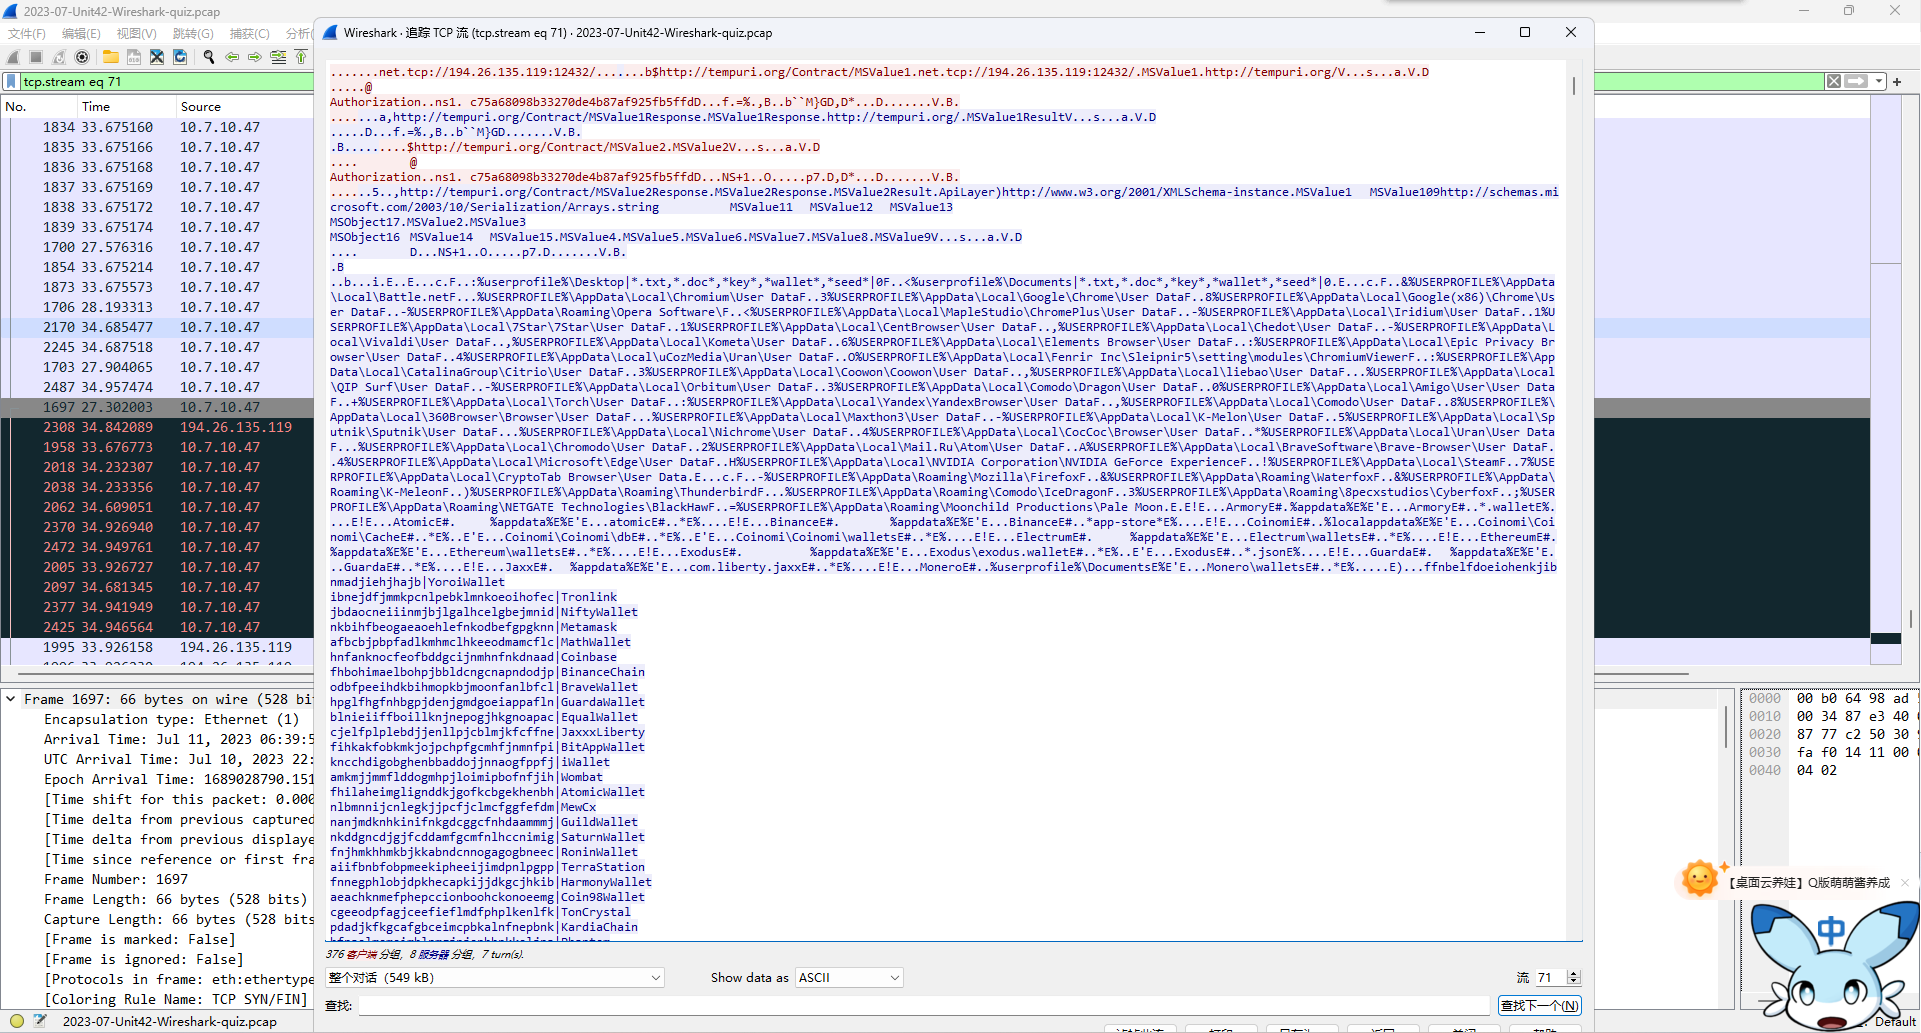 2023-07-Unit42-Wireshark-quiz.pcap
文件(F) 编辑(E) 视图(V) 跳转(G) 捕获(C) 分析(
tcp.stream eq 71
No. Time Source
1834 33.675160 10.7.10.47
1835 33.675166 10.7.10.47
1836 33.675168 10.7.10.47
1837 33.675169 10.7.10.47
1838 33.675172 10.7.10.47
1839 33.675174 10.7.10.47
1700 27.576316 10.7.10.47
1854 33.675214 10.7.10.47
1873 33.675573 10.7.10.47
1706 28.193313 10.7.10.47
2170 34.685477 10.7.10.47
2245 34.687518 10.7.10.47
1703 27.904065 10.7.10.47
2487 34.957474 10.7.10.47
1697 27.302003 10.7.10.47
2308 34.842089 194.26.135.119
1958 33.676773 10.7.10.47
2018 34.232307 10.7.10.47
2038 34.233356 10.7.10.47
2062 34.609051 10.7.10.47
2370 34.926940 10.7.10.47
2472 34.949761 10.7.10.47
2005 33.926727 10.7.10.47
2097 34.681345 10.7.10.47
2377 34.941949 10.7.10.47
2425 34.946564 10.7.10.47
1995 33.926158 194.26.135.119
Frame 1697: 66 bytes on wire (528 bi
Encapsulation type: Ethernet (1)
Arrival Time: Jul 11, 2023 06:39:5
UTC Arrival Time: Jul 10, 2023 22:
Epoch Arrival Time: 1689028790.151
[Time shift for this packet: 0.000
[Time delta from previous captured
[Time delta from previous displaye
[Time since reference or first fra
Frame Number: 1697
Frame Length: 66 bytes (528 bits)
Capture Length: 66 bytes (528 bits
[Frame is marked: False]
[Frame is ignored: False]
[Protocols in frame: eth:ethertype
[Coloring Rule Name: TCP SYN/FIN]
2023-07-Unit42-Wireshark-quiz.pcap
Wireshark · 追踪 TCP 流 (tcp.stream eq 71) · 2023-07-Unit42-Wireshark-quiz.pcap
.......net.tcp://194.26.135.119:12432/.......b$http://tempuri.org/Contract/MSValue1.net.tcp://194.26.135.119:12432/.MSValue1.http://tempuri.org/V...s...a.V.D
.....@
Authorization..ns1. c75a68098b33270de4b87af925fb5ffdD...f.=%.,B..b``M}GD,D*...D.......V.B.
.......a,http://tempuri.org/Contract/MSValue1Response.MSValue1Response.http://tempuri.org/.MSValue1ResultV...s...a.V.D
.....D...f.=%.,B..b``M}GD.......V.B.
.B.........$http://tempuri.org/Contract/MSValue2.MSValue2V...s...a.V.D
.... @
Authorization..ns1. c75a68098b33270de4b87af925fb5ffdD...NS+1..O.....p7.D,D*...D.......V.B.
......5..,http://tempuri.org/Contract/MSValue2Response.MSValue2Response.MSValue2Result.ApiLayer)http://www.w3.org/2001/XMLSchema-instance.MSValue1 MSValue109http://schemas.mi
crosoft.com/2003/10/Serialization/Arrays.string MSValue11 MSValue12 MSValue13
MSObject17.MSValue2.MSValue3
MSObject16 MSValue14 MSValue15.MSValue4.MSValue5.MSValue6.MSValue7.MSValue8.MSValue9V...s...a.V.D
.... D...NS+1..O.....p7.D.......V.B.
.B
..b...i.E..E...c.F..:%userprofile%\Desktop|*.txt,*.doc*,*key*,*wallet*,*seed*|0F..<%userprofile%\Documents|*.txt,*.doc*,*key*,*wallet*,*seed*|0.E...c.F..&%USERPROFILE%\AppData
\Local\Battle.netF...%USERPROFILE%\AppData\Local\Chromium\User DataF..3%USERPROFILE%\AppData\Local\Google\Chrome\User DataF..8%USERPROFILE%\AppData\Local\Google(x86)\Chrome\Us
er DataF..-%USERPROFILE%\AppData\Roaming\Opera Software\F..<%USERPROFILE%\AppData\Local\MapleStudio\ChromePlus\User DataF..-%USERPROFILE%\AppData\Local\Iridium\User DataF..1%U
SERPROFILE%\AppData\Local\7Star\7Star\User DataF..1%USERPROFILE%\AppData\Local\CentBrowser\User DataF..,%USERPROFILE%\AppData\Local\Chedot\User DataF..-%USERPROFILE%\AppData\L
ocal\Vivaldi\User DataF..,%USERPROFILE%\AppData\Local\Kometa\User DataF..6%USERPROFILE%\AppData\Local\Elements Browser\User DataF..:%USERPROFILE%\AppData\Local\Epic Privacy Br
owser\User DataF..4%USERPROFILE%\AppData\Local\uCozMedia\Uran\User DataF..O%USERPROFILE%\AppData\Local\Fenrir Inc\Sleipnir5\setting\modules\ChromiumViewerF..:%USERPROFILE%\App
Data\Local\CatalinaGroup\Citrio\User DataF..3%USERPROFILE%\AppData\Local\Coowon\Coowon\User DataF..,%USERPROFILE%\AppData\Local\liebao\User DataF...%USERPROFILE%\AppData\Local
\QIP Surf\User DataF..-%USERPROFILE%\AppData\Local\Orbitum\User DataF..3%USERPROFILE%\AppData\Local\Comodo\Dragon\User DataF..0%USERPROFILE%\AppData\Local\Amigo\User\User Data
F..+%USERPROFILE%\AppData\Local\Torch\User DataF..:%USERPROFILE%\AppData\Local\Yandex\YandexBrowser\User DataF..,%USERPROFILE%\AppData\Local\Comodo\User DataF..8%USERPROFILE%\
AppData\Local\360Browser\Browser\User DataF...%USERPROFILE%\AppData\Local\Maxthon3\User DataF..-%USERPROFILE%\AppData\Local\K-Melon\User DataF..5%USERPROFILE%\AppData\Local\Sp
utnik\Sputnik\User DataF...%USERPROFILE%\AppData\Local\Nichrome\User DataF..4%USERPROFILE%\AppData\Local\CocCoc\Browser\User DataF..*%USERPROFILE%\AppData\Local\Uran\User Data
F...%USERPROFILE%\AppData\Local\Chromodo\User DataF..2%USERPROFILE%\AppData\Local\Mail.Ru\Atom\User DataF..A%USERPROFILE%\AppData\Local\BraveSoftware\Brave-Browser\User DataF.
.4%USERPROFILE%\AppData\Local\Microsoft\Edge\User DataF..H%USERPROFILE%\AppData\Local\NVIDIA Corporation\NVIDIA GeForce ExperienceF..!%USERPROFILE%\AppData\Local\SteamF..7%USE
RPROFILE%\AppData\Local\CryptoTab Browser\User Data.E...c.F..-%USERPROFILE%\AppData\Roaming\Mozilla\FirefoxF..&%USERPROFILE%\AppData\Roaming\WaterfoxF..&%USERPROFILE%\AppData\
Roaming\K-MeleonF..)%USERPROFILE%\AppData\Roaming\ThunderbirdF...%USERPROFILE%\AppData\Roaming\Comodo\IceDragonF..3%USERPROFILE%\AppData\Roaming\8pecxstudios\CyberfoxF..;%USER
PROFILE%\AppData\Roaming\NETGATE Technologies\BlackHawF..=%USERPROFILE%\AppData\Roaming\Moonchild Productions\Pale Moon.E.E!E...ArmoryE#.%appdata%E%E'E...ArmoryE#..*.walletE%.
...E!E...AtomicE#. %appdata%E%E'E...atomicE#..*E%....E!E...BinanceE#. %appdata%E%E'E...BinanceE#..*app-store*E%....E!E...CoinomiE#..%localappdata%E%E'E...Coinomi\Coi
nomi\CacheE#..*E%..E'E...Coinomi\Coinomi\dbE#..*E%..E'E...Coinomi\Coinomi\walletsE#..*E%....E!E...ElectrumE#. %appdata%E%E'E...Electrum\walletsE#..*E%....E!E...EthereumE#.
%appdata%E%E'E...Ethereum\walletsE#..*E%....E!E...ExodusE#. %appdata%E%E'E...Exodus\exodus.walletE#..*E%..E'E...ExodusE#..*.jsonE%....E!E...GuardaE#. %appdata%E%E'E.
..GuardaE#..*E%....E!E...JaxxE#. %appdata%E%E'E...com.liberty.jaxxE#..*E%....E!E...MoneroE#..%userprofile%\DocumentsE%E'E...Monero\walletsE#..*E%.....E)...ffnbelfdoeiohenkjib
nmadjiehjhajb|YoroiWallet
ibnejdfjmmkpcnlpebklmnkoeoihofec|Tronlink
jbdaocneiiinmjbjlgalhcelgbejmnid|NiftyWallet
nkbihfbeogaeaoehlefnkodbefgpgknn|Metamask
afbcbjpbpfadlkmhmclhkeeodmamcflc|MathWallet
hnfanknocfeofbddgcijnmhnfnkdnaad|Coinbase
fhbohimaelbohpjbbldcngcnapndodjp|BinanceChain
odbfpeeihdkbihmopkbjmoonfanlbfcl|BraveWallet
hpglfhgfnhbgpjdenjgmdgoeiappafln|GuardaWallet
blnieiiffboillknjnepogjhkgnoapac|EqualWallet
cjelfplplebdjjenllpjcblmjkfcffne|JaxxxLiberty
fihkakfobkmkjojpchpfgcmhfjnmnfpi|BitAppWallet
kncchdigobghenbbaddojjnnaogfppfj|iWallet
amkmjjmmflddogmhpjloimipbofnfjih|Wombat
fhilaheimglignddkjgofkcbgekhenbh|AtomicWallet
nlbmnnijcnlegkjjpcfjclmcfggfefdm|MewCx
nanjmdknhkinifnkgdcggcfnhdaammmj|GuildWallet
nkddgncdjgjfcddamfgcmfnlhccnimig|SaturnWallet
fnjhmkhhmkbjkkabndcnnogagogbneec|RoninWallet
aiifbnbfobpmeekipheeijimdpnlpgpp|TerraStation
fnnegphlobjdpkhecapkijjdkgcjhkib|HarmonyWallet
aeachknmefphepccionboohckonoeemg|Coin98Wallet
cgeeodpfagjceefieflmdfphplkenlfk|TonCrystal
pdadjkfkgcafgbceimcpbkalnfnepbnk|KardiaChain
376 客户端 分组, 8 服务器 分组, 7 turn(s).
整个对话 (549 kB) Show data as ASCII 流 71
查找: 查找下一个(N)
0000 00 b0 64 98 ad
0010 00 34 87 e3 40
0020 87 77 c2 50 30
0030 fa f0 14 11 00
0040 04 02
【桌面云养娃】Q版萌萌酱养成
中
Default